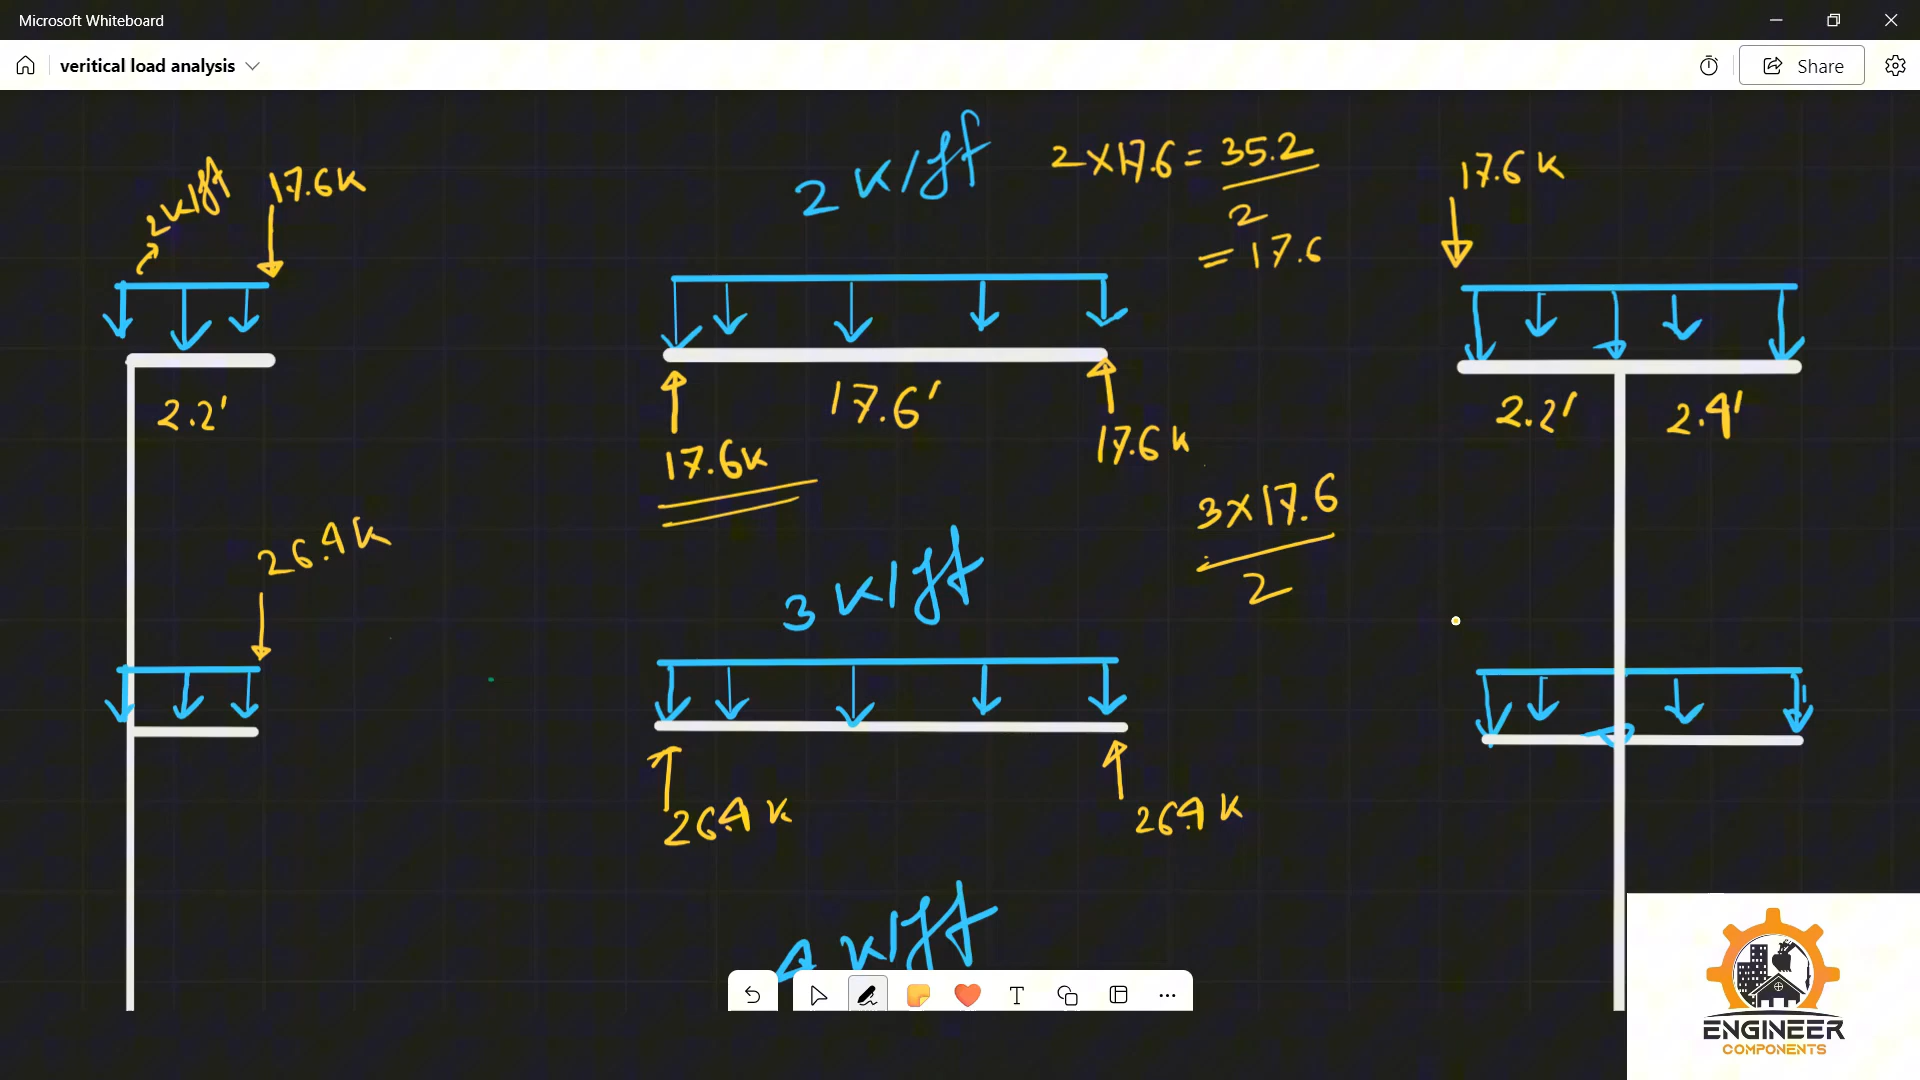 Microsoft Whiteboard
veritical load analysis
Share
2 K/ft
17.6K
2 K/ft
2 X 17.6 = 35.2
2
= 17.6
17.6 K
2.2'
17.6'
17.6K
17.6 K
2.2'
2.4'
26.4 K
3 K/ft
3 X 17.6
2
26.4 K
26.4 K
4 K/ft
ENGINEER
COMPONENTS